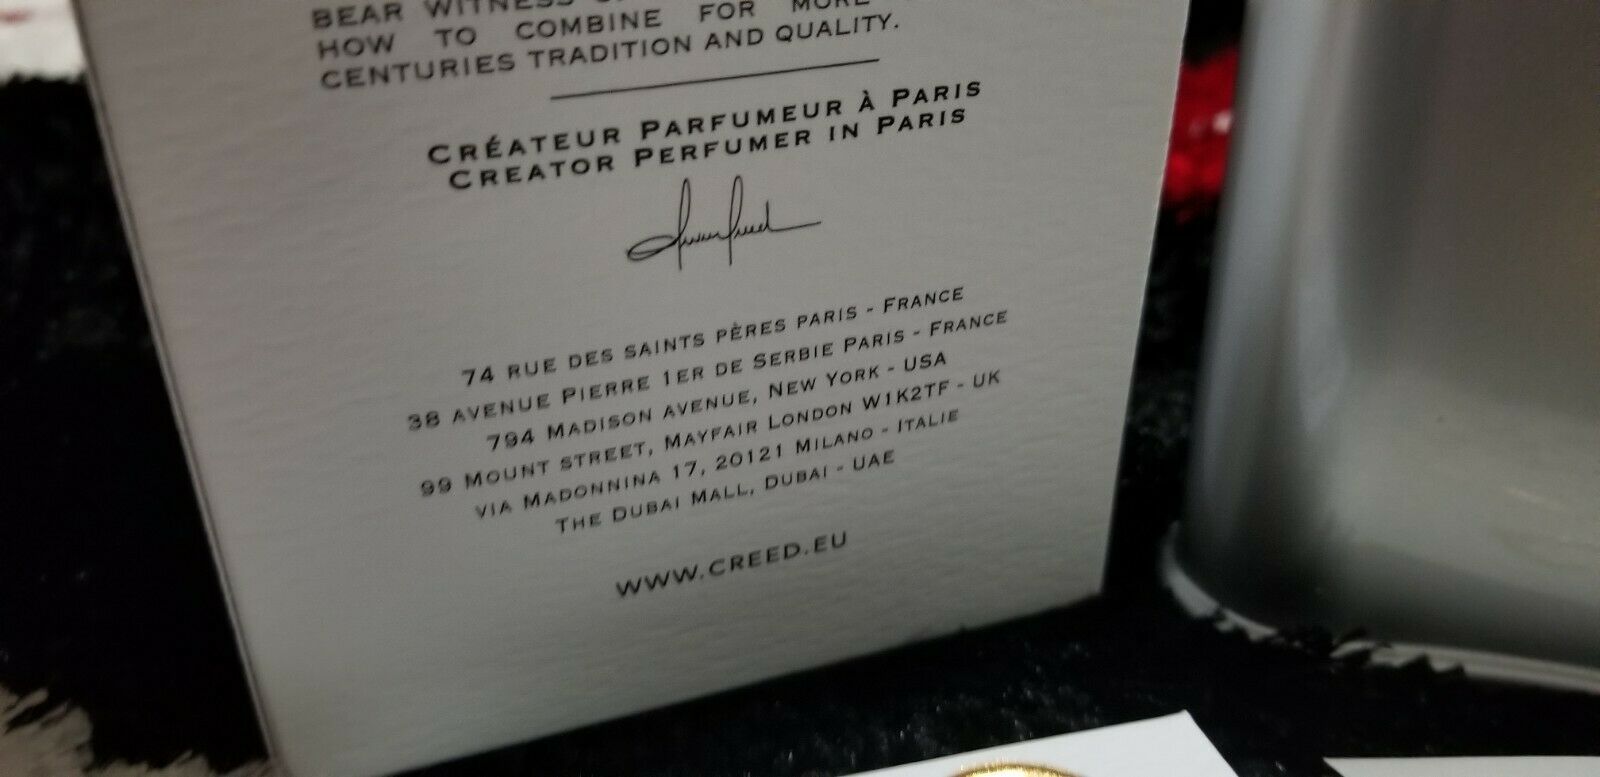 BEAR WITNESS
HOW TO COMBINE FOR MORE
CENTURIES TRADITION AND QUALITY.
CRÉATEUR PARFUMEUR À PARIS
CREATOR PERFUMER IN PARIS
74 RUE DES SAINTS PÈRES PARIS - FRANCE
38 AVENUE PIERRE 1ER DE SERBIE PARIS - FRANCE
794 MADISON AVENUE, NEW YORK - USA
99 MOUNT STREET, MAYFAIR LONDON W1K2TF - UK
VIA MADONNINA 17, 20121 MILANO - ITALIE
THE DUBAI MALL, DUBAI - UAE
WWW.CREED.EU